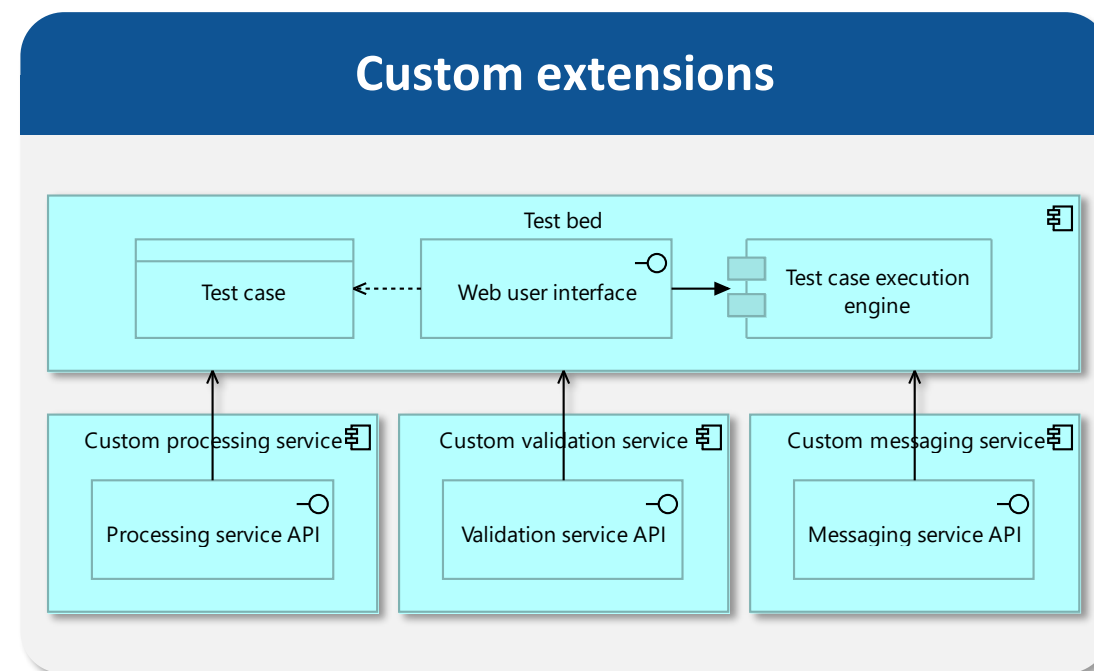 Custom extensions
Test bed
Test case
Web user interface
Test case execution
engine
Custom processing service
Custom validation service
Custom messaging service
Processing service API
Validation service API
Messaging service API